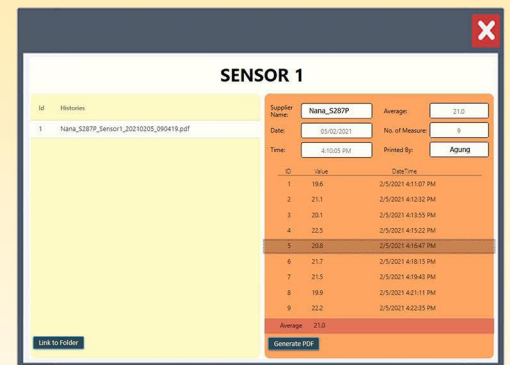 X
SENSOR 1
Id Histories
1 Nana_S287P_Sensor1_20210205_090419.pdf
Link to Folder
Supplier Name: Nana_S287P Average: 21.0
Date: 05/02/2021 No. of Measure: 9
Time: 4:10:05 PM Printed By: Agung
ID Value DateTime
1 19.6 2/5/2021 4:11:07 PM
2 21.1 2/5/2021 4:12:32 PM
3 20.1 2/5/2021 4:13:55 PM
4 22.5 2/5/2021 4:15:22 PM
5 20.8 2/5/2021 4:16:47 PM
6 21.7 2/5/2021 4:18:15 PM
7 21.5 2/5/2021 4:19:43 PM
8 19.9 2/5/2021 4:21:11 PM
9 22.2 2/5/2021 4:22:35 PM
Average 21.0
Generate PDF